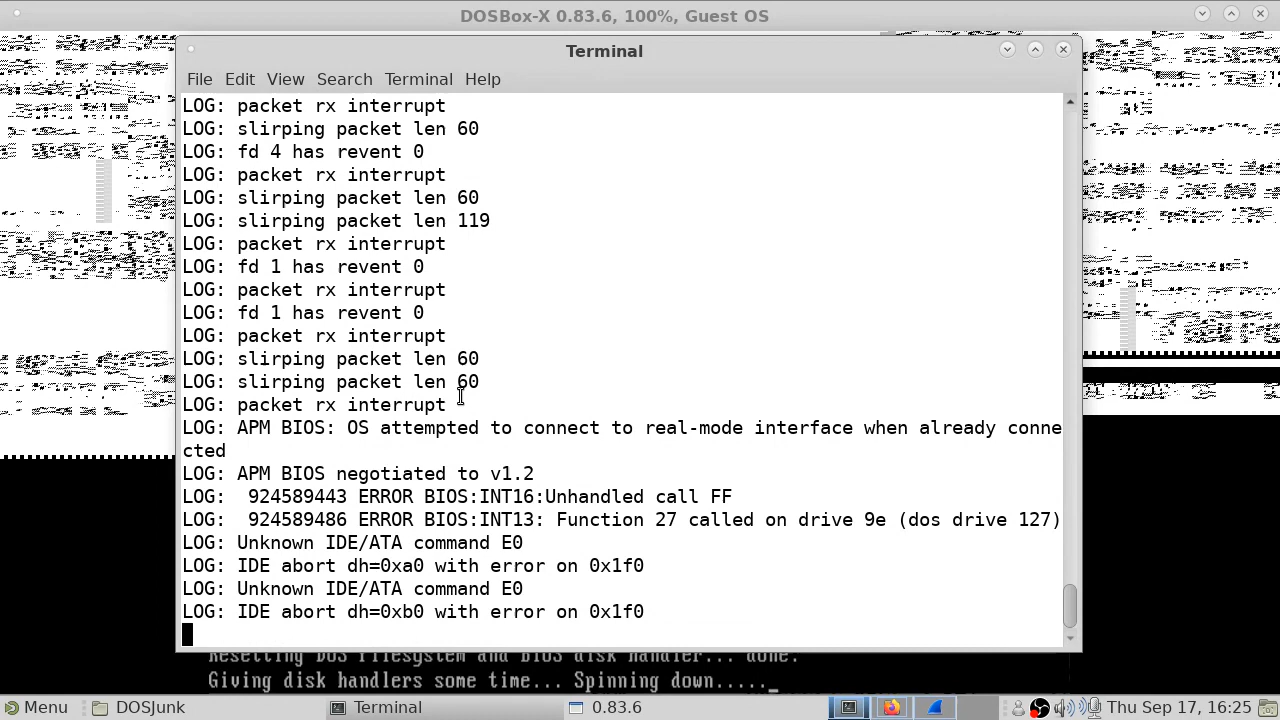 DOSBox-X 0.83.6, 100%, Guest OS
Terminal
File Edit View Search Terminal Help
LOG: packet rx interrupt
LOG: slirping packet len 60
LOG: fd 4 has revent 0
LOG: packet rx interrupt
LOG: slirping packet len 60
LOG: slirping packet len 119
LOG: packet rx interrupt
LOG: fd 1 has revent 0
LOG: packet rx interrupt
LOG: fd 1 has revent 0
LOG: packet rx interrupt
LOG: slirping packet len 60
LOG: slirping packet len 60
LOG: packet rx interrupt
LOG: APM BIOS: OS attempted to connect to real-mode interface when already conne
cted
LOG: APM BIOS negotiated to v1.2
LOG:  924589443 ERROR BIOS:INT16:Unhandled call FF
LOG:  924589486 ERROR BIOS:INT13: Function 27 called on drive 9e (dos drive 127)
LOG: Unknown IDE/ATA command E0
LOG: IDE abort dh=0xa0 with error on 0x1f0
LOG: Unknown IDE/ATA command E0
LOG: IDE abort dh=0xb0 with error on 0x1f0
Resetting DOS filesystem and BIOS disk handler... done.
Giving disk handlers some time... Spinning down....._
Menu DOSJunk Terminal 0.83.6 Thu Sep 17, 16:25